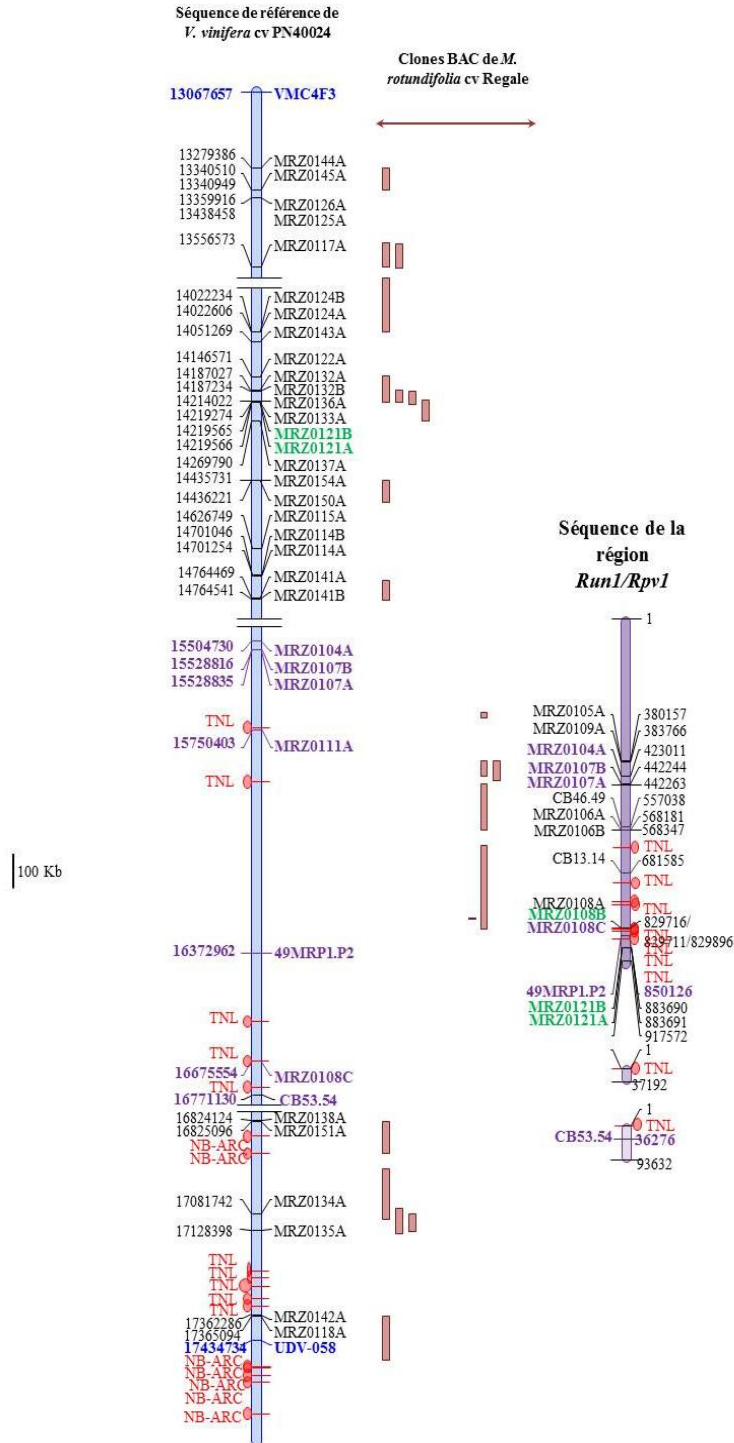 Séquence de référence de
V. vinifera cv PN40024
Clones BAC de M.
rotundifolia cv Regale
13067657 VMC4F3
13279386 MRZ0144A
13340510 MRZ0145A
13340949
13359916 MRZ0126A
13438458 MRZ0125A
13556573 MRZ0117A
14022234 MRZ0124B
14022606 MRZ0124A
14051269 MRZ0143A
14146571 MRZ0122A
14187027 MRZ0132A
14187234 MRZ0132B
14214022 MRZ0136A
14219274 MRZ0133A
14219565 MRZ0121B
14219566 MRZ0121A
14269790 MRZ0137A
14435731 MRZ0154A
14436221 MRZ0150A
14626749 MRZ0115A
14701046 MRZ0114B
14701254 MRZ0114A
14764469 MRZ0141A
14764541 MRZ0141B
15504730 MRZ0104A
15528816 MRZ0107B
15528835 MRZ0107A
TNL
15750403 MRZ0111A
TNL
100 Kb
16372962 49MRP1.P2
TNL
TNL
16675554 MRZ0108C
TNL
16771130 CB53.54
16824124 MRZ0138A
16825096 MRZ0151A
NB-ARC
NB-ARC
17081742 MRZ0134A
17128398 MRZ0135A
TNL
TNL
TNL
TNL
TNL
17362286 MRZ0142A
17365094 MRZ0118A
17434734 UDV-058
NB-ARC
NB-ARC
NB-ARC
NB-ARC
NB-ARC
Séquence de la
région
Run1/Rpv1
1
MRZ0105A 380157
MRZ0109A 383766
MRZ0104A 423011
MRZ0107B 442244
MRZ0107A 442263
CB46.49 557038
MRZ0106A 568181
MRZ0106B 568347
TNL
CB13.14 681585
TNL
MRZ0108A TNL
MRZ0108B 829716/
MRZ0108C TNL
829711/829896
TNL
TNL
TNL
49MRP1.P2 850126
MRZ0121B 883690
MRZ0121A 883691
917572
1
TNL
37192
1
TNL
CB53.54 36276
93632